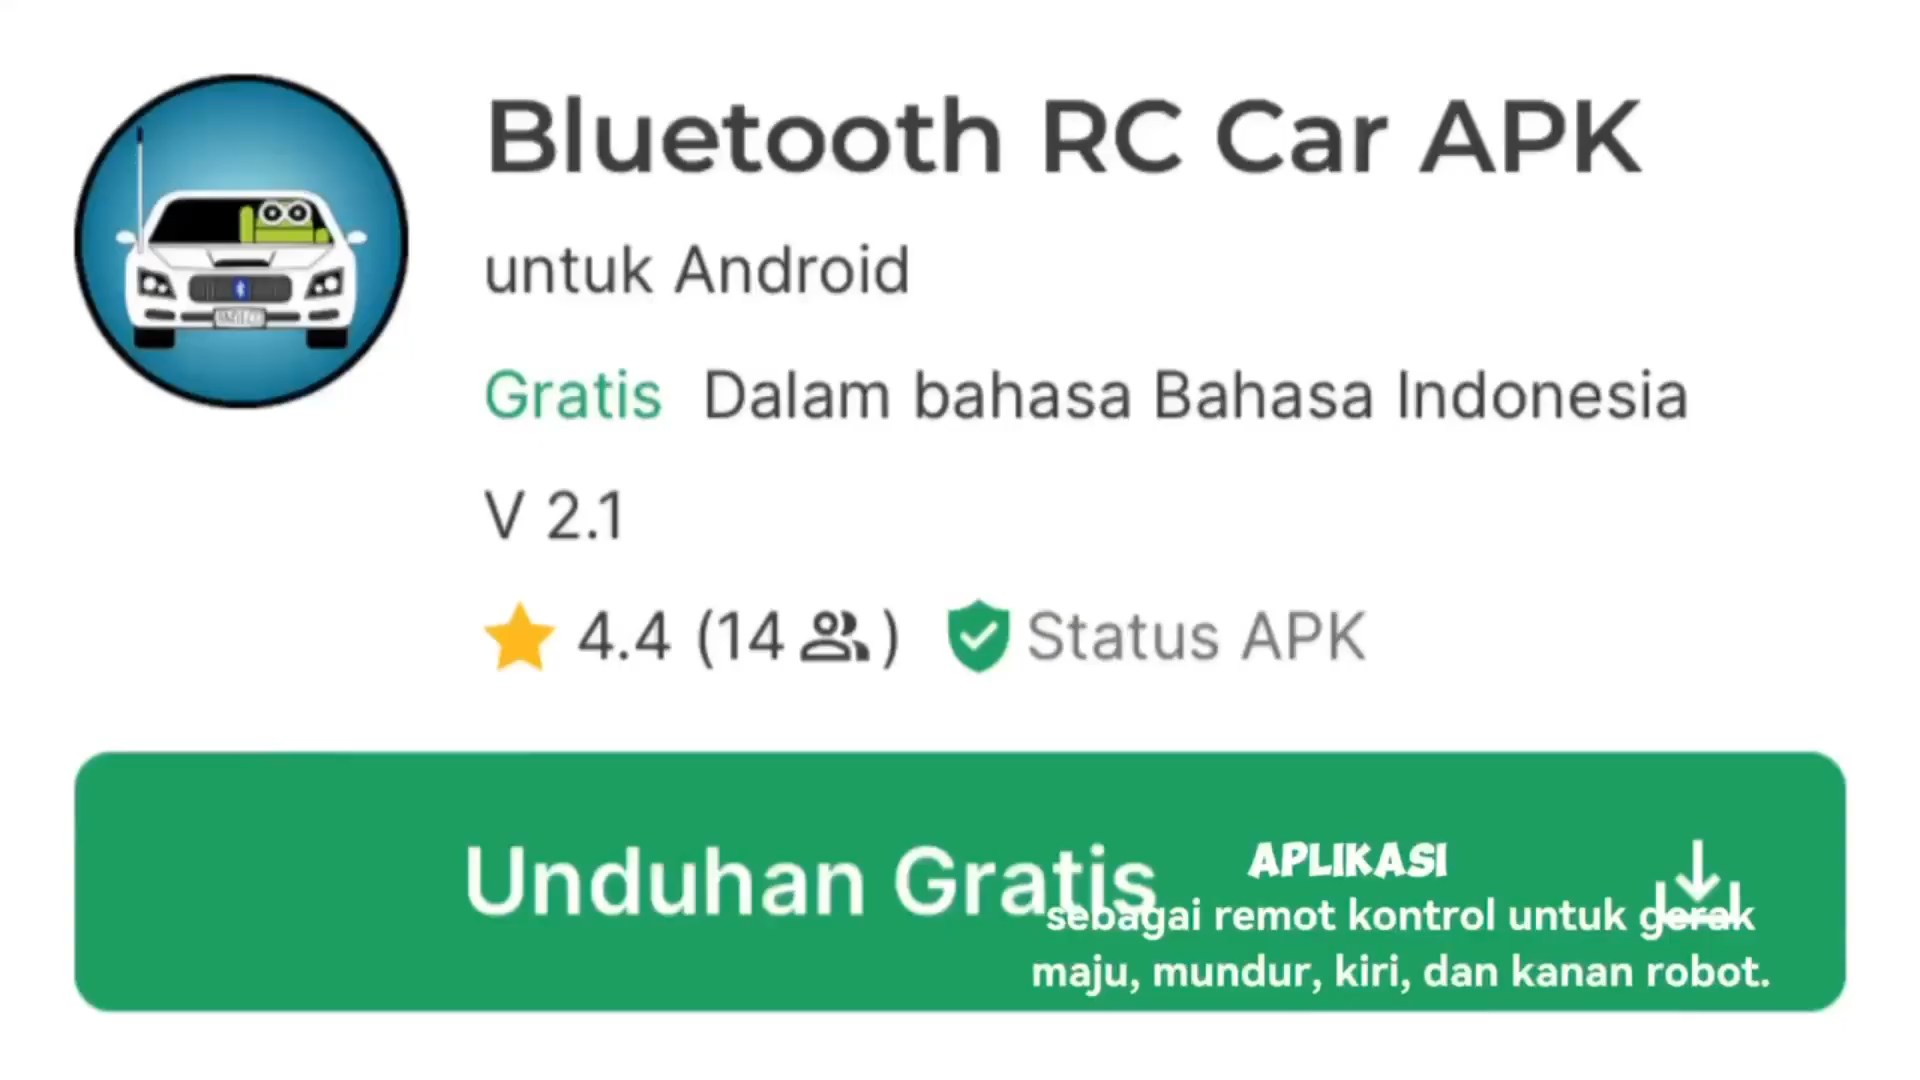 Bluetooth RC Car APK
untuk Android
Gratis Dalam bahasa Bahasa Indonesia
V 2.1
4.4 (14)
Status APK
Unduhan Gratis
APLIKASI
sebagai remot kontrol untuk gerak
maju, mundur, kiri, dan kanan robot.